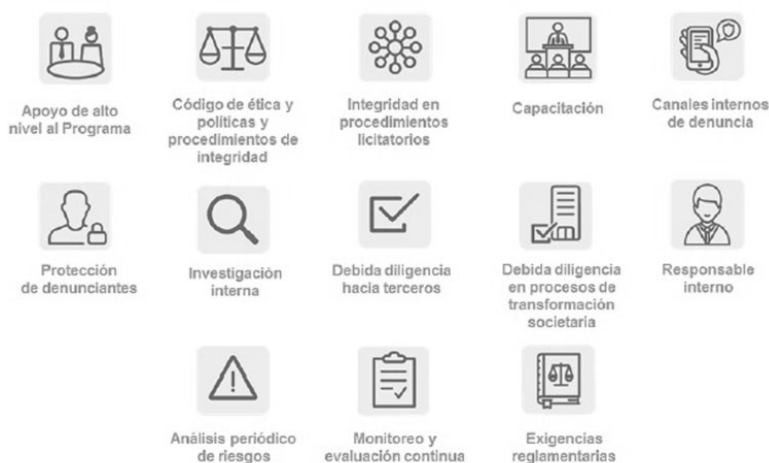 Apoyo de alto
nivel al Programa
Código de ética y
políticas y
procedimientos de
integridad
Integridad en
procedimientos
licitatorios
Capacitación
Canales internos
de denuncia
Protección
de denunciantes
Investigación
interna
Debida diligencia
hacia terceros
Debida diligencia
en procesos de
transformación
societaria
Responsable
interno
Análisis periódico
de riesgos
Monitoreo y
evaluación continua
Exigencias
reglamentarias